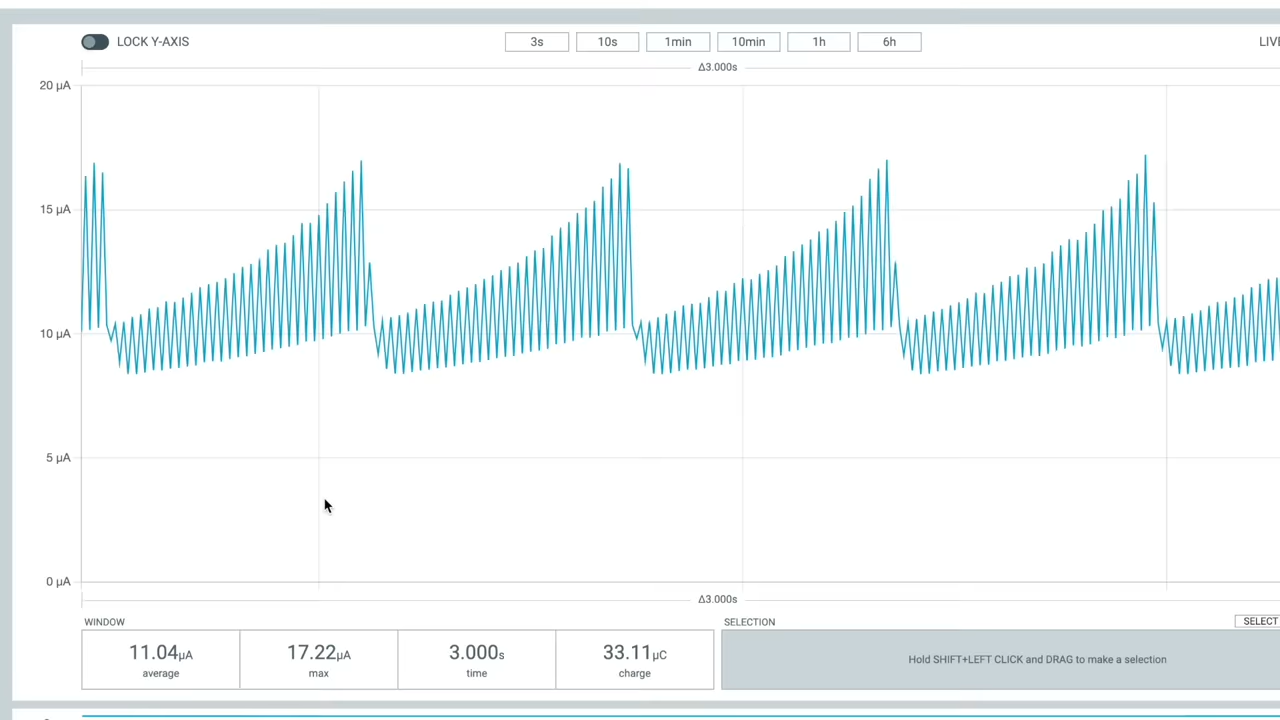 LOCK Y-AXIS
3s
10s
1min
10min
1h
6h
LIVE
Δ3.000s
20 µA
15 µA
10 µA
5 µA
0 µA
Δ3.000s
WINDOW
11.04µA
average
17.22µA
max
3.000s
time
33.11µC
charge
SELECTION
SELECT
Hold SHIFT+LEFT CLICK and DRAG to make a selection